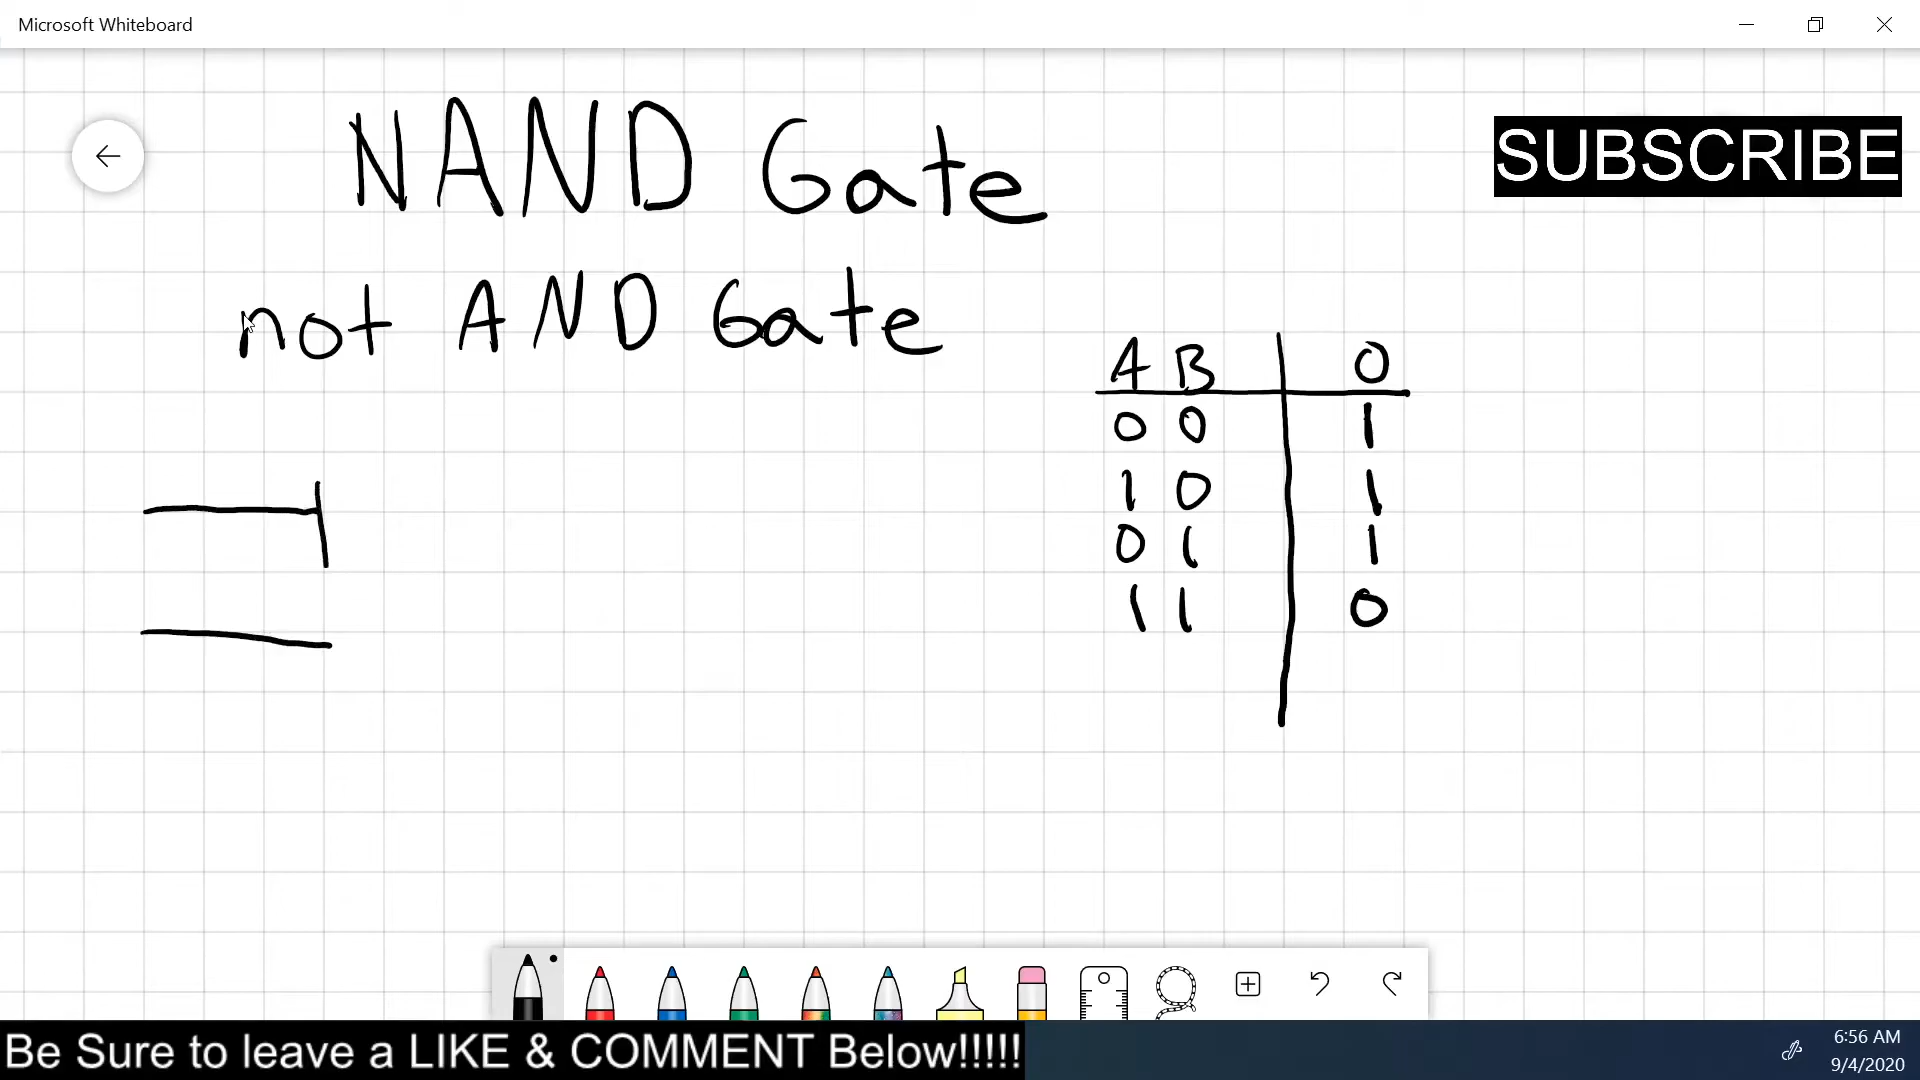 Microsoft Whiteboard
NAND Gate
SUBSCRIBE
not AND Gate
A B O
0 0 1
1 0 1
0 1 1
1 1 0
Be Sure to leave a LIKE & COMMENT Below!!!!!
6:56 AM
9/4/2020